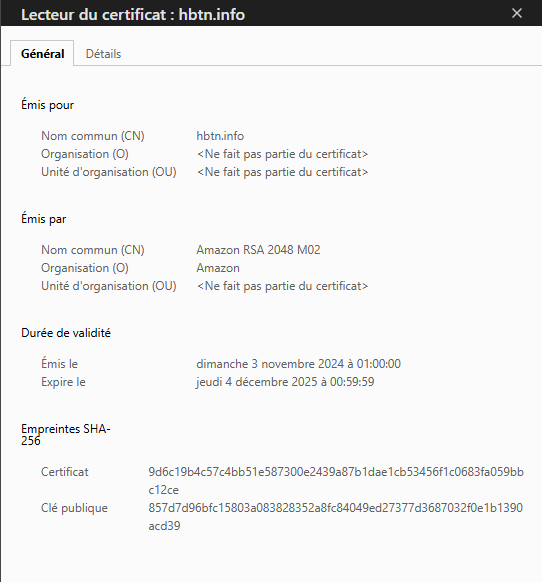 Lecteur du certificat : hbtn.info
Général Détails
Émis pour
Nom commun (CN) hbtn.info
Organisation (O) <Ne fait pas partie du certificat>
Unité d'organisation (OU) <Ne fait pas partie du certificat>
Émis par
Nom commun (CN) Amazon RSA 2048 M02
Organisation (O) Amazon
Unité d'organisation (OU) <Ne fait pas partie du certificat>
Durée de validité
Émis le dimanche 3 novembre 2024 à 01:00:00
Expire le jeudi 4 décembre 2025 à 00:59:59
Empreintes SHA-
256
Certificat 9d6c19b4c57c4bb51e587300e2439a87b1dae1cb53456f1c0683fa059bb
c12ce
Clé publique 857d7d96bfc15803a083828352a8fc84049ed27377d3687032f0e1b1390
acd39